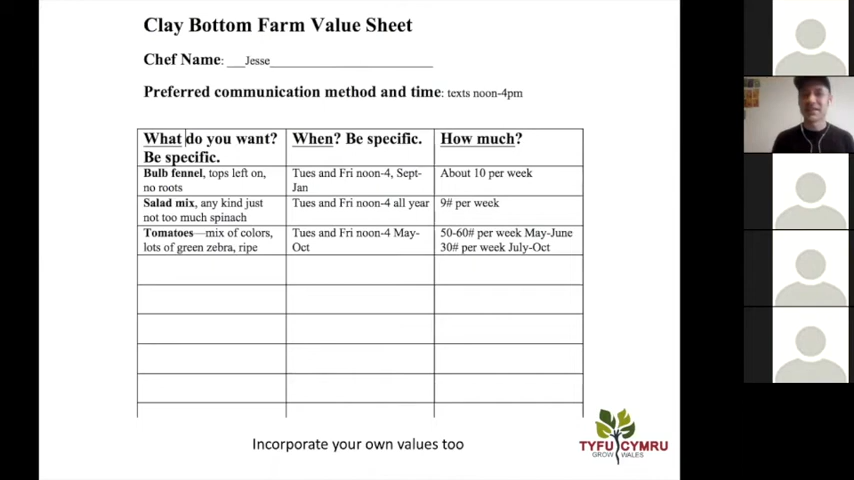 Clay Bottom Farm Value Sheet
Chef Name: ___Jesse_________________________
Preferred communication method and time: texts noon-4pm
What do you want? Be specific.
When? Be specific.
How much?
Bulb fennel, tops left on,
no roots
Tues and Fri noon-4, Sept-
Jan
About 10 per week
Salad mix, any kind just
not too much spinach
Tues and Fri noon-4 all year
9# per week
Tomatoes—mix of colors,
lots of green zebra, ripe
Tues and Fri noon-4 May-
Oct
50-60# per week May-June
30# per week July-Oct
Incorporate your own values too
TYFU CYMRU
GROW WALES